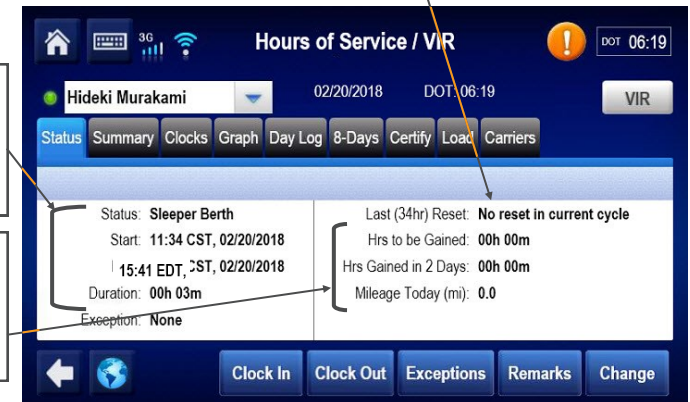 3G
Hours of Service / VIR
!
DOT 06:19
Hideki Murakami
02/20/2018
DOT: 06:19
VIR
Status
Summary
Clocks
Graph
Day Log
8-Days
Certify
Load
Carriers
Status: Sleeper Berth
Start: 11:34 CST, 02/20/2018
15:41 EDT, CST, 02/20/2018
Duration: 00h 03m
Exception: None
Last (34hr) Reset: No reset in current cycle
Hrs to be Gained: 00h 00m
Hrs Gained in 2 Days: 00h 00m
Mileage Today (mi): 0.0
Clock In
Clock Out
Exceptions
Remarks
Change